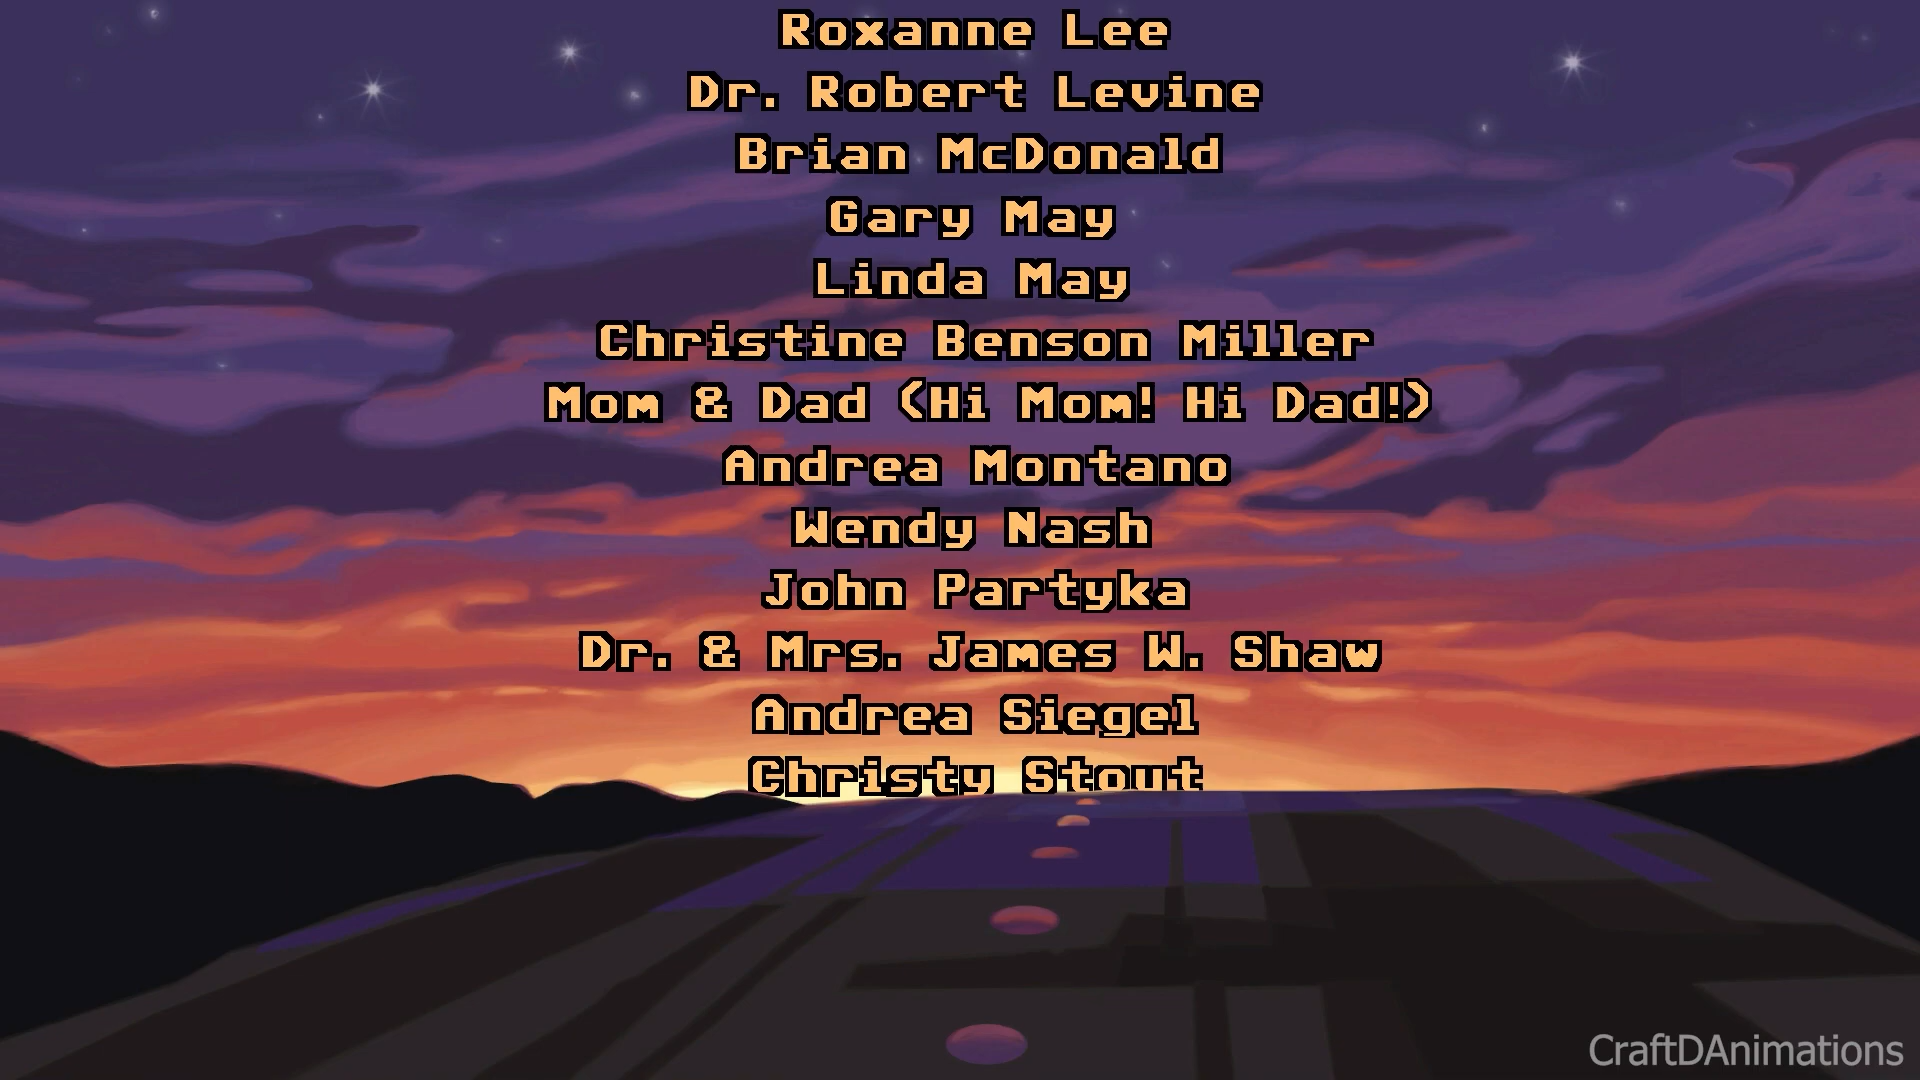 Roxanne Lee
Dr. Robert Levine
Brian McDonald
Gary May
Linda May
Christine Benson Miller
Mom & Dad (Hi Mom! Hi Dad!)
Andrea Montano
Wendy Nash
John Partyka
Dr. & Mrs. James W. Shaw
Andrea Siegel
Christy Stout
CraftDAnimations